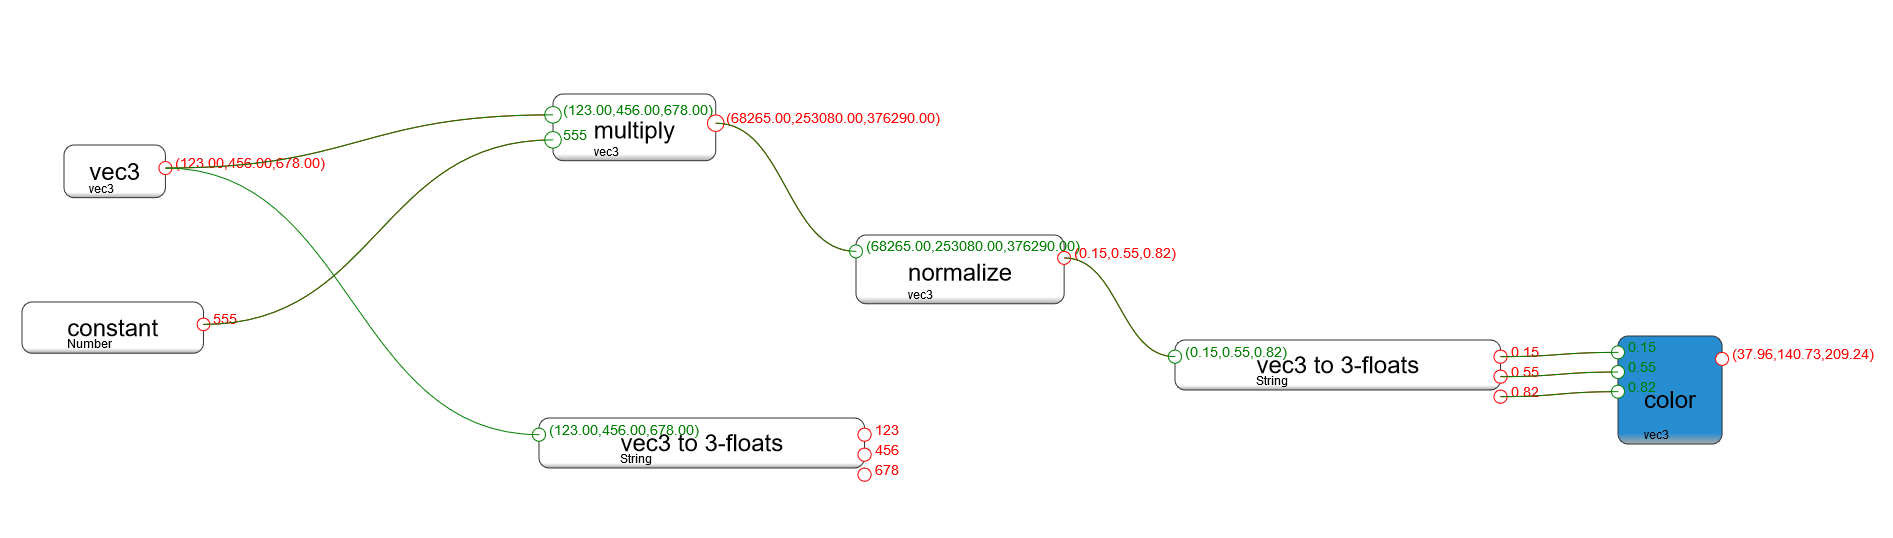 (123.00,456.00,678.00)
555
multiply
vec3
(68265.00,253080.00,376290.00)
vec3
vec3
(123.00,456.00,678.00)
constant
Number
555
(68265.00,253080.00,376290.00)
normalize
vec3
(0.15,0.55,0.82)
(0.15,0.55,0.82)
vec3 to 3-floats
String
0.15
0.55
0.82
0.15
0.55
0.82
color
vec3
(37.96,140.73,209.24)
(123.00,456.00,678.00)
vec3 to 3-floats
String
123
456
678